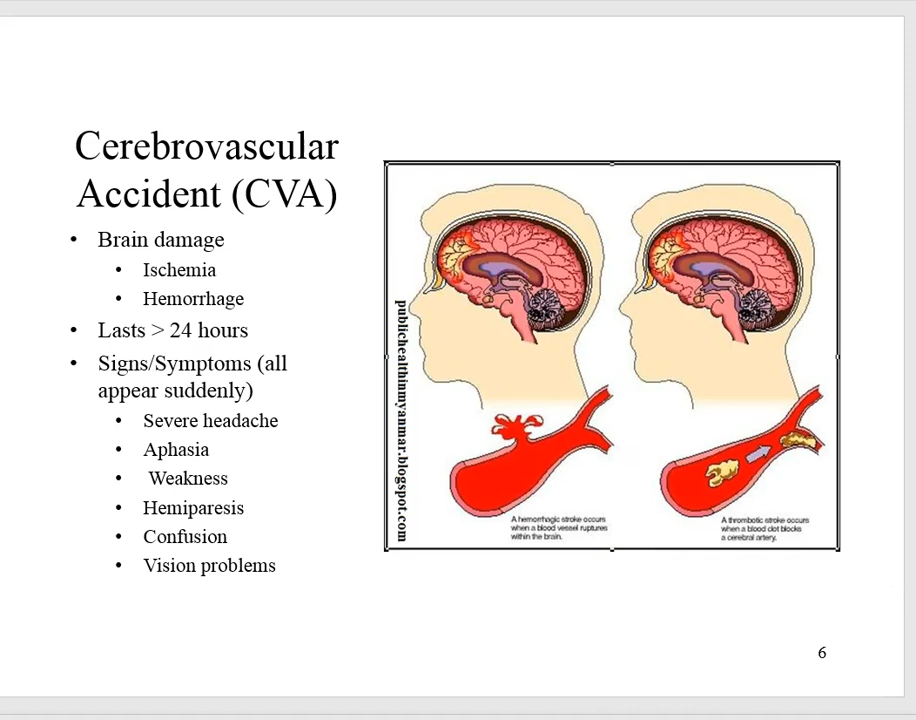 Cerebrovascular
Accident (CVA)
• Brain damage
• Ischemia
• Hemorrhage
• Lasts > 24 hours
• Signs/Symptoms (all
appear suddenly)
• Severe headache
• Aphasia
• Weakness
• Hemiparesis
• Confusion
• Vision problems
publichealthinmyanmar.blogspot.com
A hemorrhagic stroke occurs
when a blood vessel ruptures
within the brain.
A thrombotic stroke occurs
when a blood clot blocks
a cerebral artery.
6